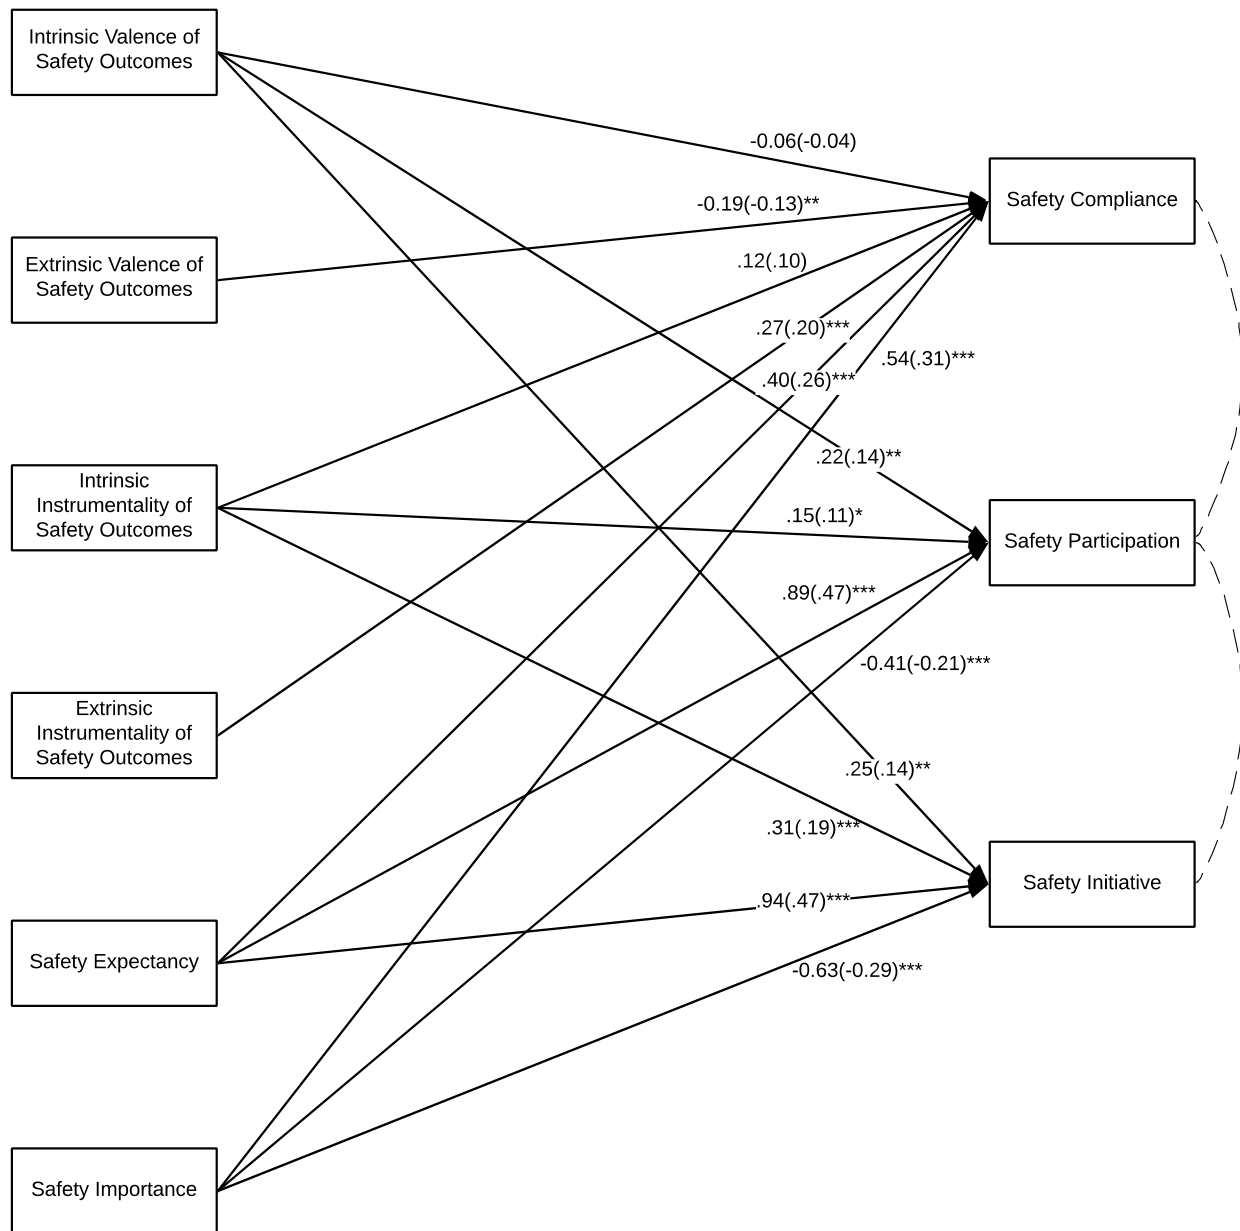 Intrinsic Valence of
Safety Outcomes
-0.06(-0.04)
Safety Compliance
-0.19(-0.13)**
Extrinsic Valence of
Safety Outcomes
.12(.10)
.27(.20)***
.54(.31)***
.40(.26)***
.22(.14)**
Intrinsic
Instrumentality of
Safety Outcomes
.15(.11)*
Safety Participation
.89(.47)***
-0.41(-0.21)***
Extrinsic
Instrumentality of
Safety Outcomes
.25(.14)**
.31(.19)***
Safety Initiative
.94(.47)***
Safety Expectancy
-0.63(-0.29)***
Safety Importance